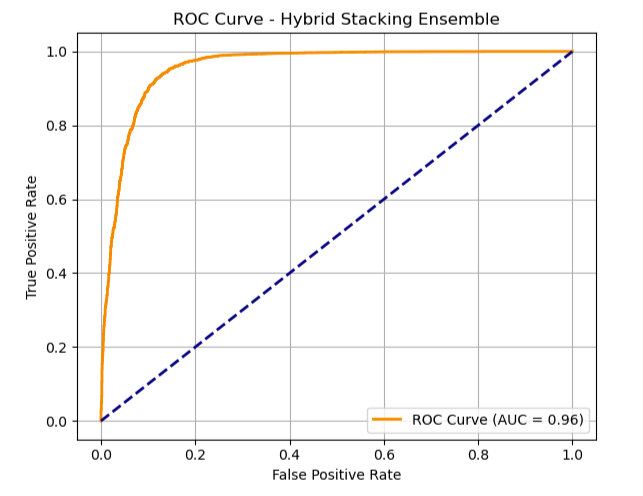 ROC Curve - Hybrid Stacking Ensemble
True Positive Rate
1.0
0.8
0.6
0.4
0.2
0.0
ROC Curve (AUC = 0.96)
0.0 0.2 0.4 0.6 0.8 1.0
False Positive Rate